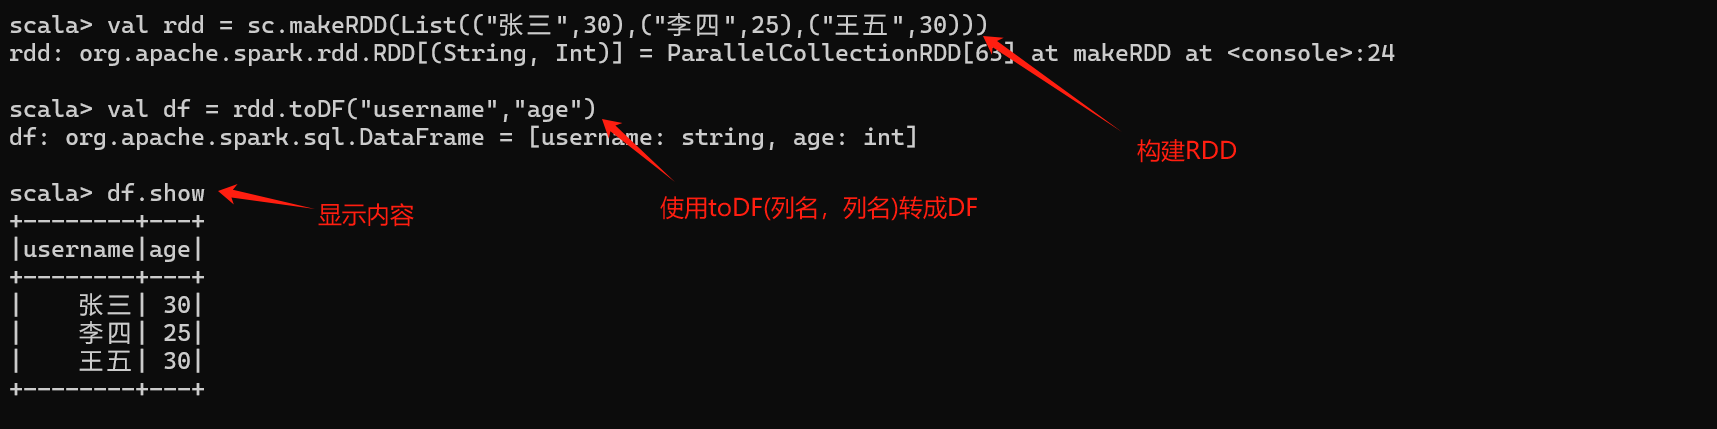 scala> val rdd = sc.makeRDD(List(("张三",30),("李四",25),("王五",30)))
rdd: org.apache.spark.rdd.RDD[(String, Int)] = ParallelCollectionRDD[63] at makeRDD at <console>:24
构建RDD
scala> val df = rdd.toDF("username","age")
df: org.apache.spark.sql.DataFrame = [username: string, age: int]
使用toDF(列名，列名)转成DF
scala> df.show
显示内容
+--------+---+
|username|age|
+--------+---+
|    张三| 30|
|    李四| 25|
|    王五| 30|
+--------+---+